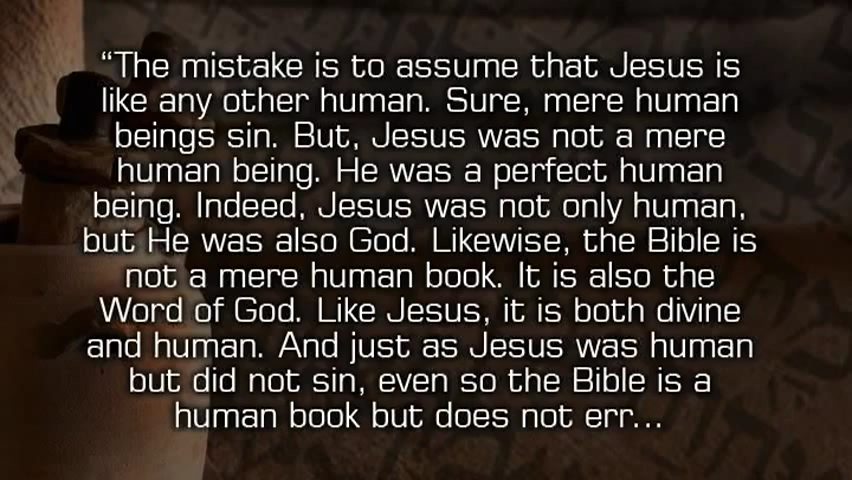 “The mistake is to assume that Jesus is
like any other human. Sure, mere human
beings sin. But, Jesus was not a mere
human being. He was a perfect human
being. Indeed, Jesus was not only human,
but He was also God. Likewise, the Bible is
not a mere human book. It is also the
Word of God. Like Jesus, it is both divine
and human. And just as Jesus was human
but did not sin, even so the Bible is a
human book but does not err...